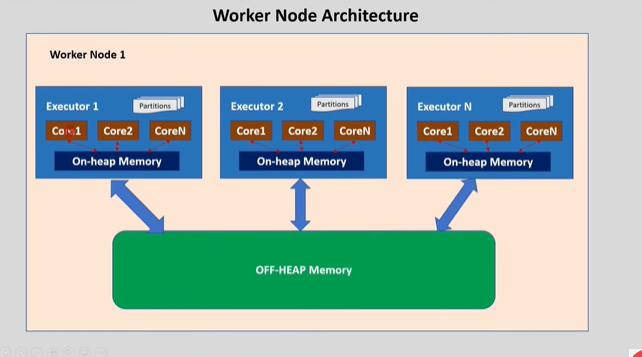 Worker Node Architecture
Worker Node 1
Executor 1
Partitions
Core1
Core2
CoreN
On-heap Memory
Executor 2
Partitions
Core1
Core2
CoreN
On-heap Memory
Executor N
Partitions
Core1
Core2
CoreN
On-heap Memory
OFF-HEAP Memory